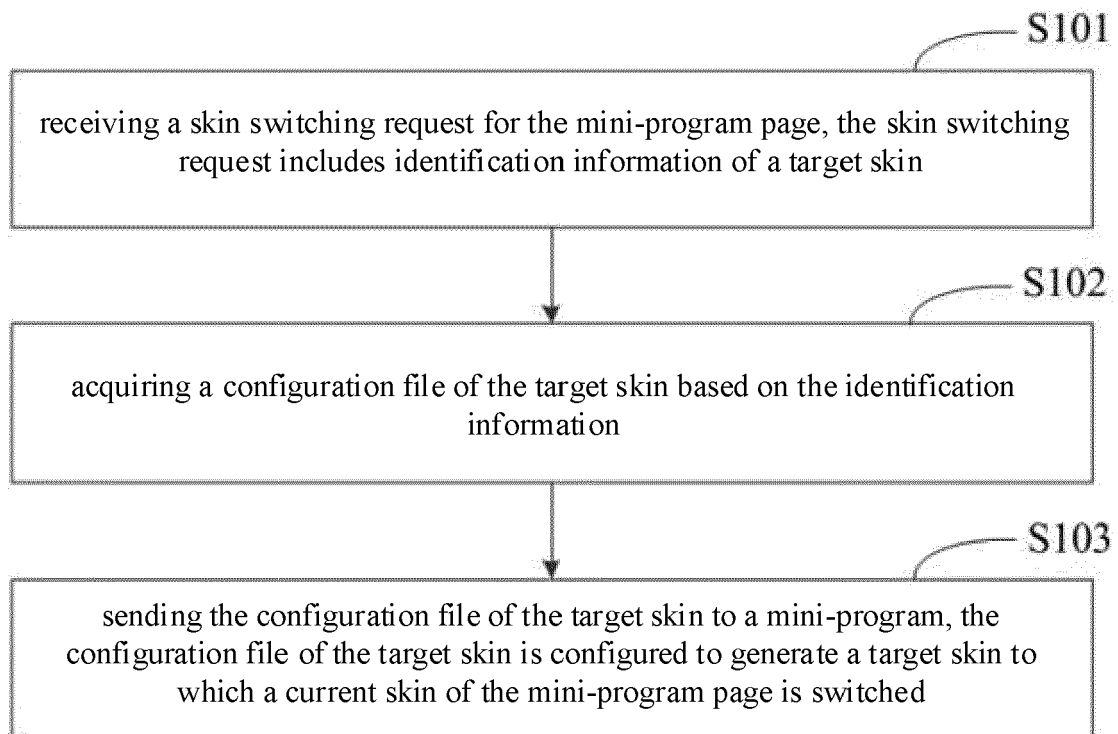 S101
receiving a skin switching request for the mini-program page, the skin switching
request includes identification information of a target skin
S102
acquiring a configuration file of the target skin based on the identification
information
S103
sending the configuration file of the target skin to a mini-program, the
configuration file of the target skin is configured to generate a target skin to
which a current skin of the mini-program page is switched